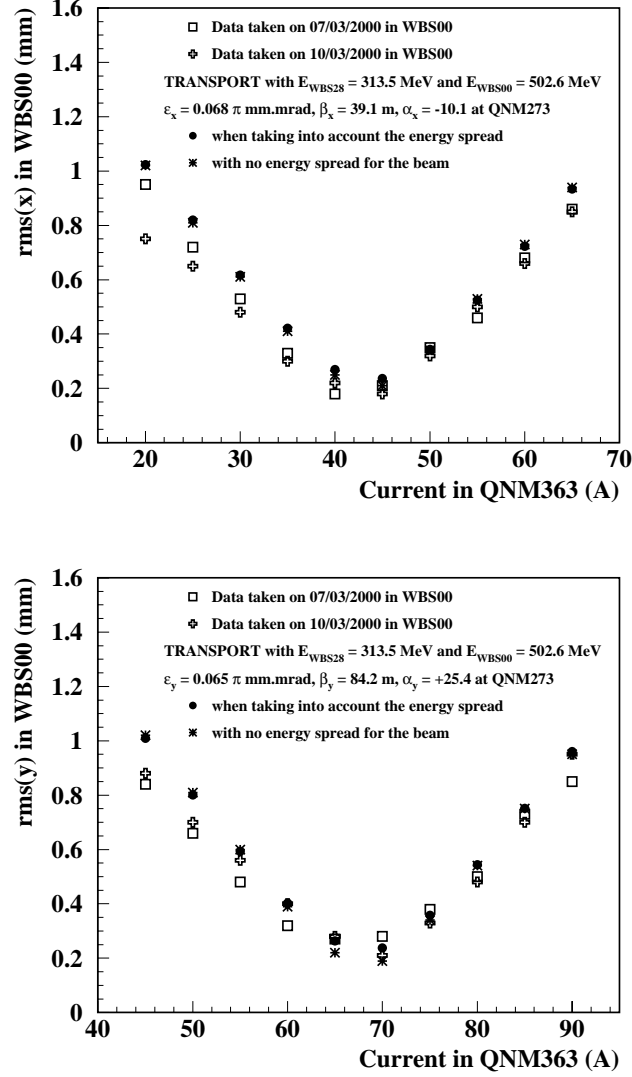 rms(x) in WBS00 (mm)
1.6
1.4
1.2
1
0.8
0.6
0.4
0.2
0
Data taken on 07/03/2000 in WBS00
Data taken on 10/03/2000 in WBS00
TRANSPORT with E_WBS28 = 313.5 MeV and E_WBS00 = 502.6 MeV
ε_x = 0.068 π mm.mrad, β_x = 39.1 m, α_x = -10.1 at QNM273
when taking into account the energy spread
with no energy spread for the beam
20 30 40 50 60 70
Current in QNM363 (A)
rms(y) in WBS00 (mm)
1.6
1.4
1.2
1
0.8
0.6
0.4
0.2
0
Data taken on 07/03/2000 in WBS00
Data taken on 10/03/2000 in WBS00
TRANSPORT with E_WBS28 = 313.5 MeV and E_WBS00 = 502.6 MeV
ε_y = 0.065 π mm.mrad, β_y = 84.2 m, α_y = +25.4 at QNM273
when taking into account the energy spread
with no energy spread for the beam
40 50 60 70 80 90
Current in QNM363 (A)